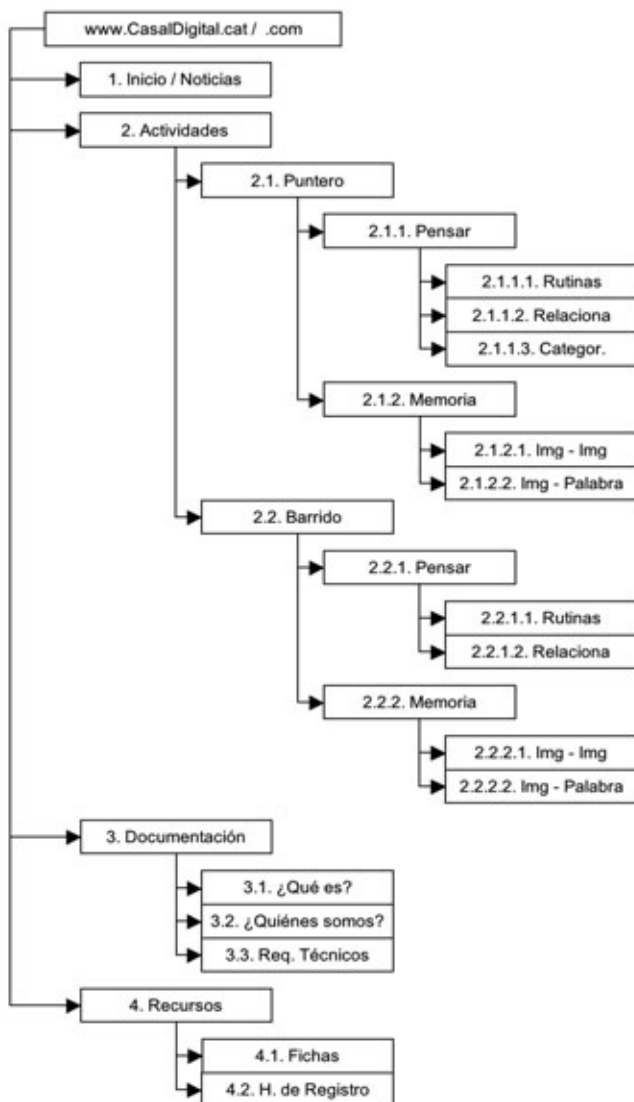 www.CasalDigital.cat / .com
1. Inicio / Noticias
2. Actividades
2.1. Puntero
2.1.1. Pensar
2.1.1.1. Rutinas
2.1.1.2. Relaciona
2.1.1.3. Categor.
2.1.2. Memoria
2.1.2.1. Img - Img
2.1.2.2. Img - Palabra
2.2. Barrido
2.2.1. Pensar
2.2.1.1. Rutinas
2.2.1.2. Relaciona
2.2.2. Memoria
2.2.2.1. Img - Img
2.2.2.2. Img - Palabra
3. Documentación
3.1. ¿Qué es?
3.2. ¿Quiénes somos?
3.3. Req. Técnicos
4. Recursos
4.1. Fichas
4.2. H. de Registro